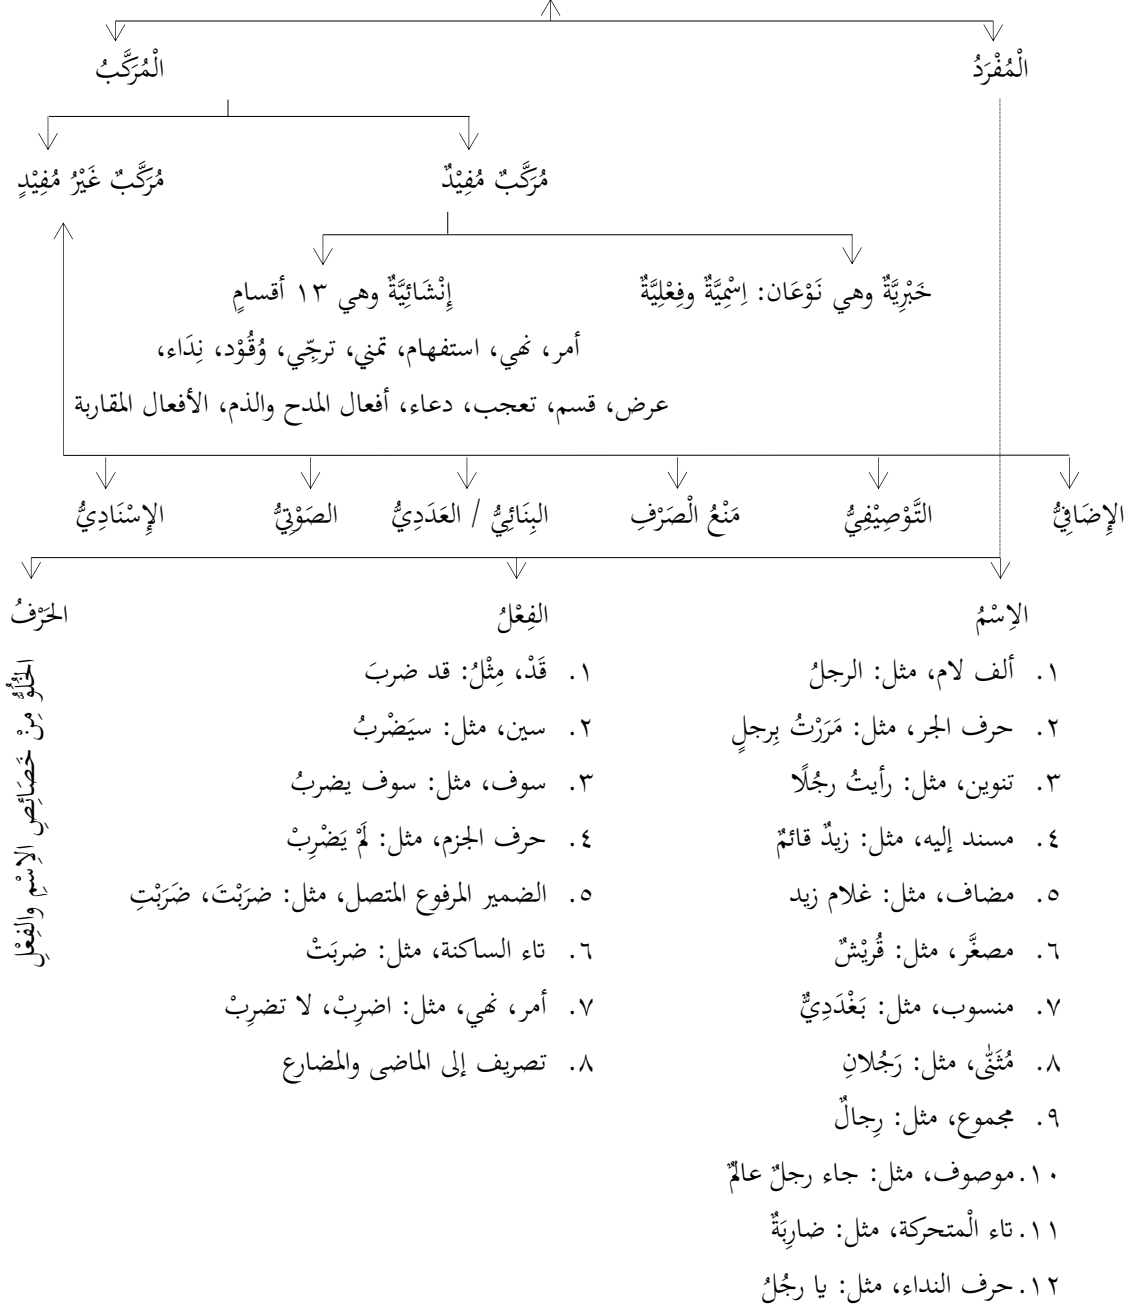 الْمُفْرَدُ
الْمُرَكَّبُ
مُرَكَّبٌ مُفِيْدٌ
مُرَكَّبٌ غَيْرُ مُفِيْدٍ
خَبْرِيَّةٌ وهي نَوْعَان: اِسْمِيَّةٌ وفِعْلِيَّةٌ
إِنْشَائِيَّةٌ وهي ١٣ أقسامٍ
أمر، نهي، استفهام، تمني، ترجِّي، وُقُوْد، نِدَاء،
عرض، قسم، تعجب، دعاء، أفعال المدح والذم، الأفعال المقاربة
الإِضَافِيُّ
التَّوْصِيْفِيُّ
مَنْعُ الْصَرْفِ
البِنَائِيُّ / العَدَدِيُّ
الصَوْتِيُّ
الإِسْنَادِيُّ
الاِسْمُ
١. ألف لام، مثل: الرجلُ
٢. حرف الجر، مثل: مَرَرْتُ بِرجلٍ
٣. تنوين، مثل: رأيتُ رجُلًا
٤. مسند إليه، مثل: زيدٌ قائمٌ
٥. مضاف، مثل: غلام زيد
٦. مصغَّر، مثل: قُريْشٌ
٧. منسوب، مثل: بَغْدَدِيٌّ
٨. مُثَنّٰى، مثل: رَجُلانِ
٩. مجموع، مثل: رِجالٌ
١٠. موصوف، مثل: جاء رجلٌ عالمٌ
١١. تاء الْمتحركة، مثل: ضارِبَةٌ
١٢. حرف النداء، مثل: يا رجُلُ
الفِعْلُ
١. قَدْ، مِثْلُ: قد ضربَ
٢. سين، مثل: سيَضْربُ
٣. سوف، مثل: سوف يضربُ
٤. حرف الجزم، مثل: لَمْ يَضْرِبْ
٥. الضمير المرفوع المتصل، مثل: ضرَبْتَ، ضَرَبْتِ
٦. تاء الساكنة، مثل: ضربَتْ
٧. أمر، نهي، مثل: اضرِبْ، لا تضرِبْ
٨. تصريف إلى الماضى والمضارع
الحَرْفُ
الخُلُوُّ مِنْ خَصَائِصِ الاِسْمِ والفِعْلِ